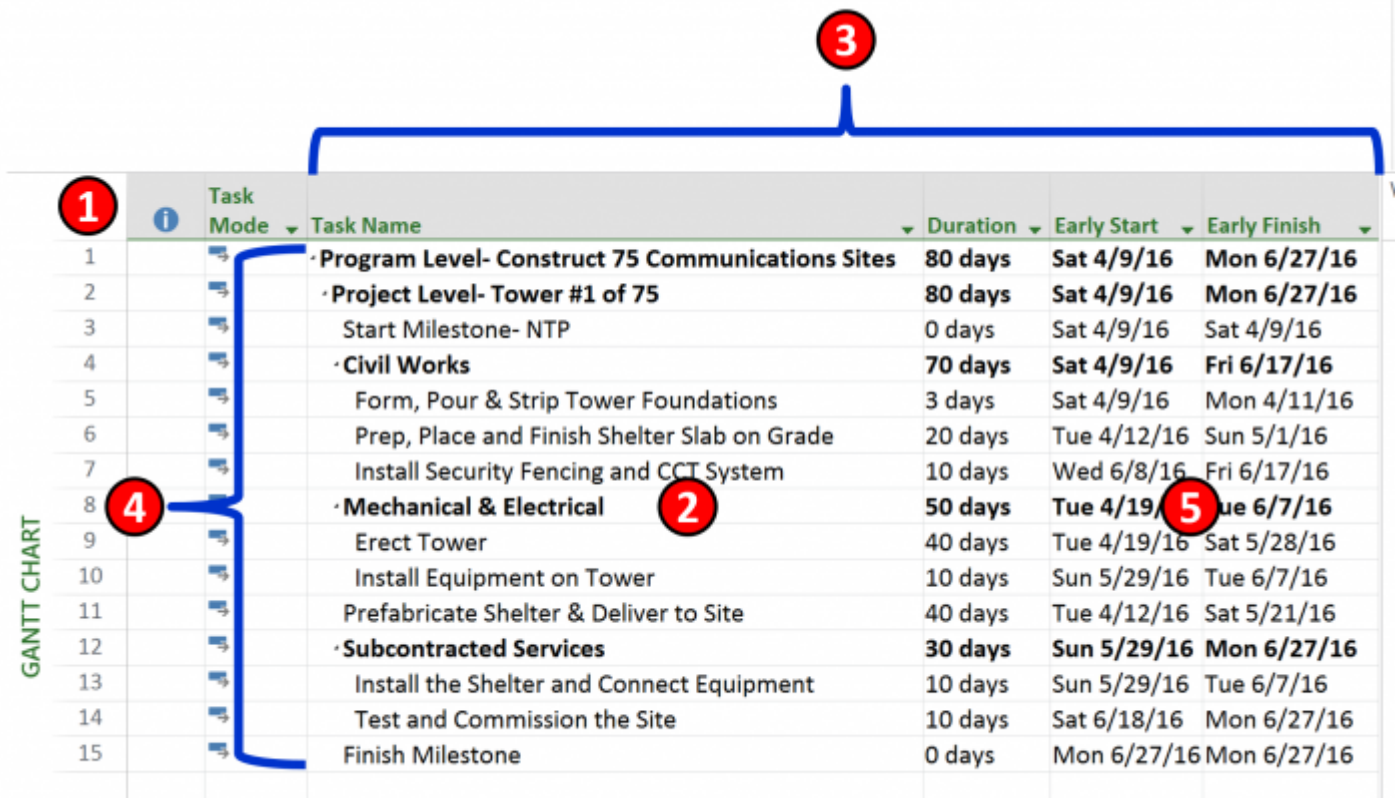 3
1
i
Task
Mode
Task Name
Duration
Early Start
Early Finish
1 Program Level- Construct 75 Communications Sites 80 days Sat 4/9/16 Mon 6/27/16
2 Project Level- Tower #1 of 75 80 days Sat 4/9/16 Mon 6/27/16
3 Start Milestone- NTP 0 days Sat 4/9/16 Sat 4/9/16
4 Civil Works 70 days Sat 4/9/16 Fri 6/17/16
5 Form, Pour & Strip Tower Foundations 3 days Sat 4/9/16 Mon 4/11/16
6 Prep, Place and Finish Shelter Slab on Grade 20 days Tue 4/12/16 Sun 5/1/16
7 Install Security Fencing and CCT System 10 days Wed 6/8/16 Fri 6/17/16
8 4 Mechanical & Electrical 2 50 days Tue 4/19/ 5 ue 6/7/16
9 Erect Tower 40 days Tue 4/19/16 Sat 5/28/16
10 Install Equipment on Tower 10 days Sun 5/29/16 Tue 6/7/16
11 Prefabricate Shelter & Deliver to Site 40 days Tue 4/12/16 Sat 5/21/16
12 Subcontracted Services 30 days Sun 5/29/16 Mon 6/27/16
13 Install the Shelter and Connect Equipment 10 days Sun 5/29/16 Tue 6/7/16
14 Test and Commission the Site 10 days Sat 6/18/16 Mon 6/27/16
15 Finish Milestone 0 days Mon 6/27/16 Mon 6/27/16
GANTT CHART